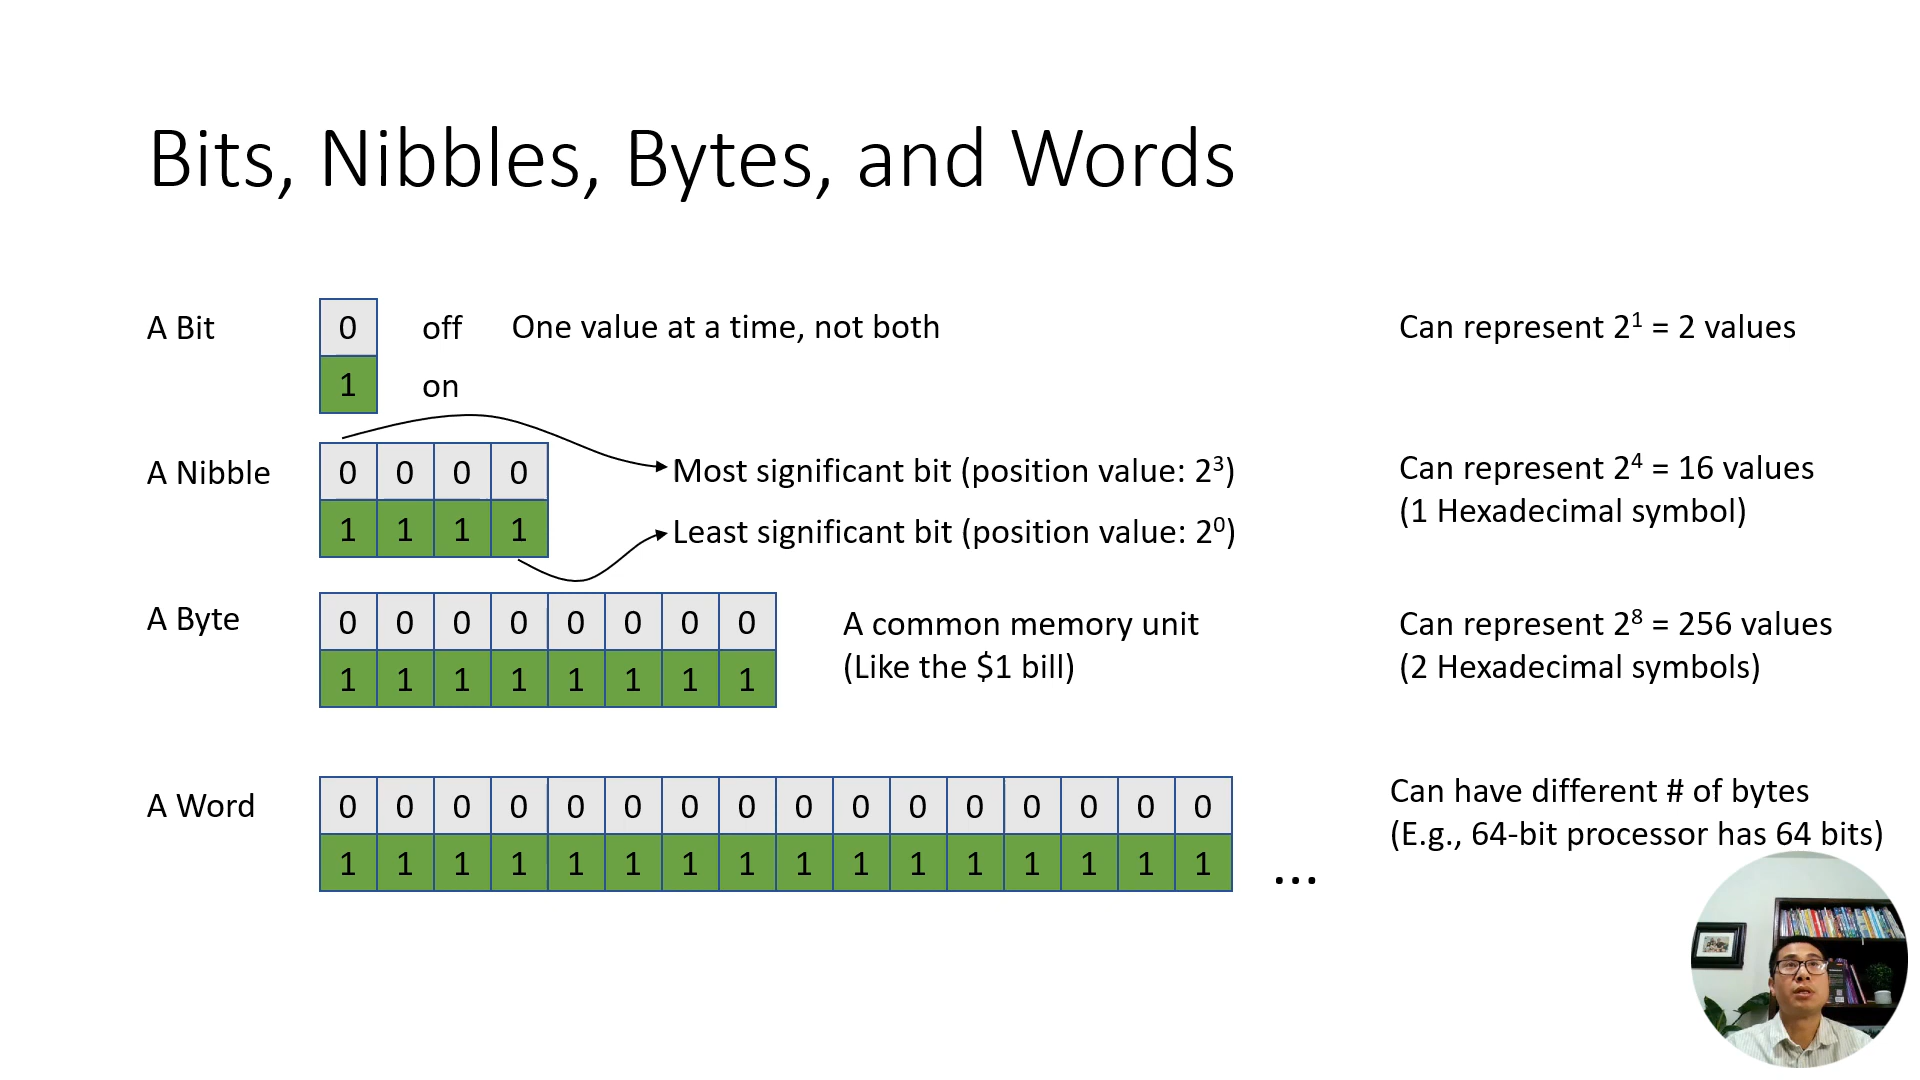 Bits, Nibbles, Bytes, and Words
A Bit
0
off
One value at a time, not both
Can represent 2¹ = 2 values
1
on
A Nibble
0 0 0 0
Most significant bit (position value: 2³)
Can represent 2⁴ = 16 values
(1 Hexadecimal symbol)
1 1 1 1
Least significant bit (position value: 2⁰)
A Byte
0 0 0 0 0 0 0 0
A common memory unit
(Like the $1 bill)
Can represent 2⁸ = 256 values
(2 Hexadecimal symbols)
1 1 1 1 1 1 1 1
A Word
0 0 0 0 0 0 0 0 0 0 0 0 0 0 0 0
Can have different # of bytes
(E.g., 64-bit processor has 64 bits)
1 1 1 1 1 1 1 1 1 1 1 1 1 1 1 1
...